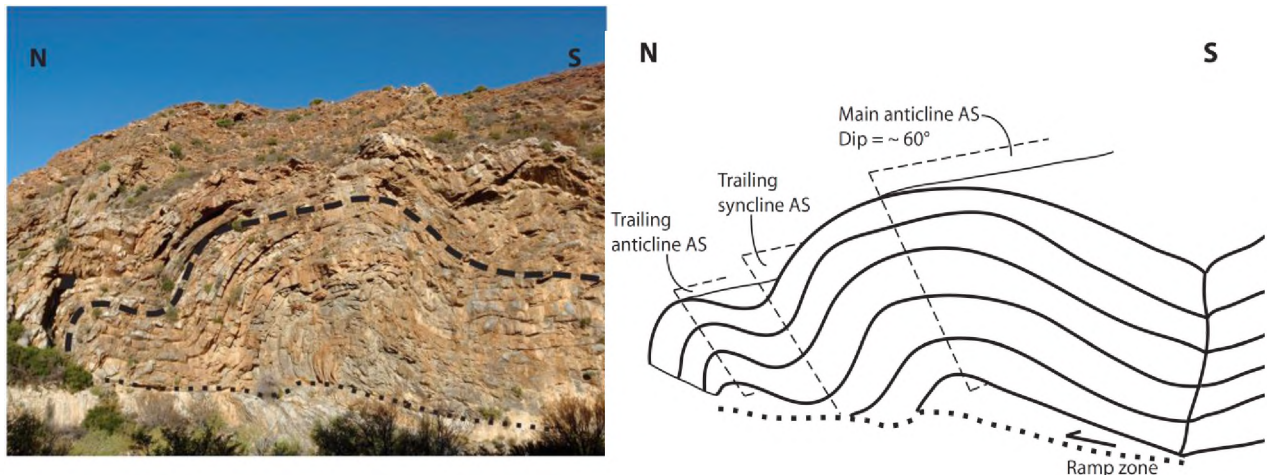 N
S
N
S
Main anticline AS
Dip = ~ 60°
Trailing
syncline AS
Trailing
anticline AS
Ramp zone